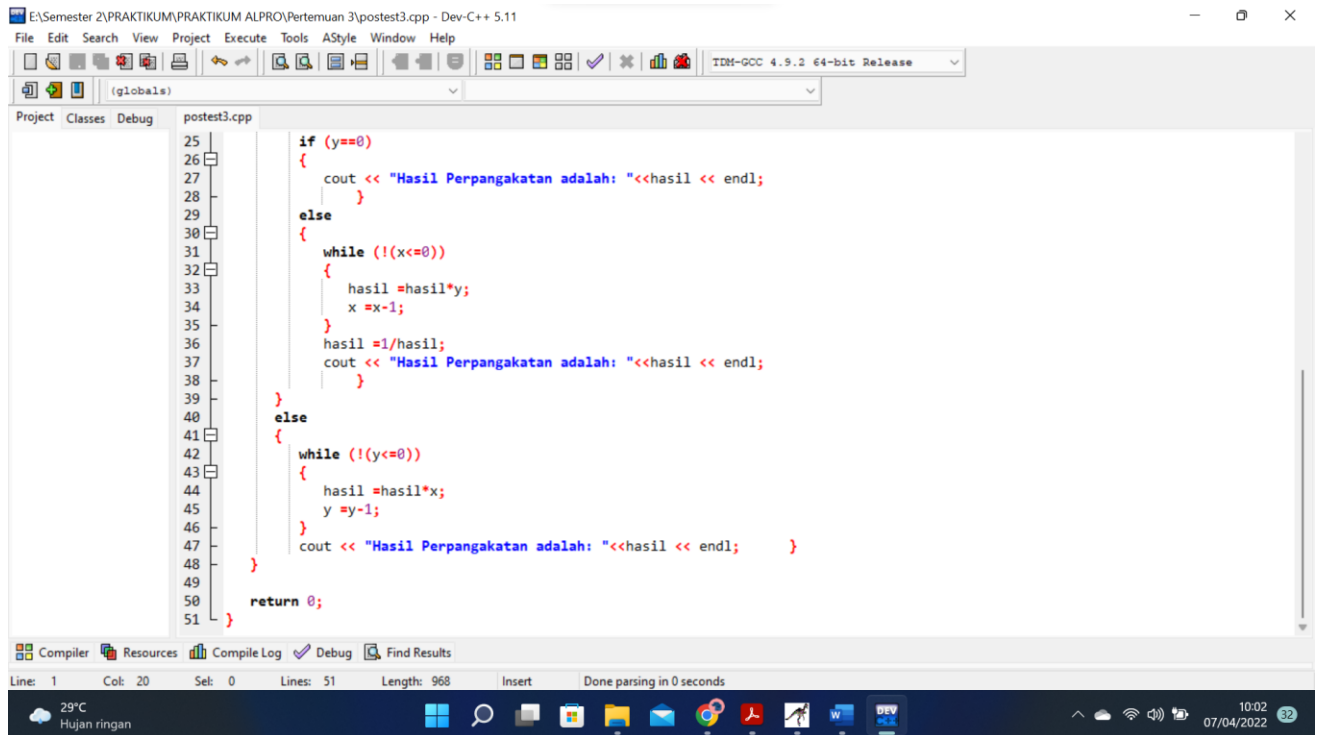 E:\Semester 2\PRAKTIKUM\PRAKTIKUM ALPRO\Pertemuan 3\postest3.cpp - Dev-C++ 5.11
File Edit Search View Project Execute Tools AStyle Window Help
TDM-GCC 4.9.2 64-bit Release
(globals)
Project Classes Debug postest3.cpp
25 if (y==0)
26 {
27 cout << "Hasil Perpangakatan adalah: "<<hasil << endl;
28 }
29 else
30 {
31 while (!(x<=0))
32 {
33 hasil =hasil*y;
34 x =x-1;
35 }
36 hasil =1/hasil;
37 cout << "Hasil Perpangakatan adalah: "<<hasil << endl;
38 }
39 }
40 else
41 {
42 while (!(y<=0))
43 {
44 hasil =hasil*x;
45 y =y-1;
46 }
47 cout << "Hasil Perpangakatan adalah: "<<hasil << endl; }
48 }
49
50 return 0;
51 }
Compiler Resources Compile Log Debug Find Results
Line: 1 Col: 20 Sel: 0 Lines: 51 Length: 968 Insert Done parsing in 0 seconds
29°C
Hujan ringan
W
DEV
10:02
07/04/2022
32